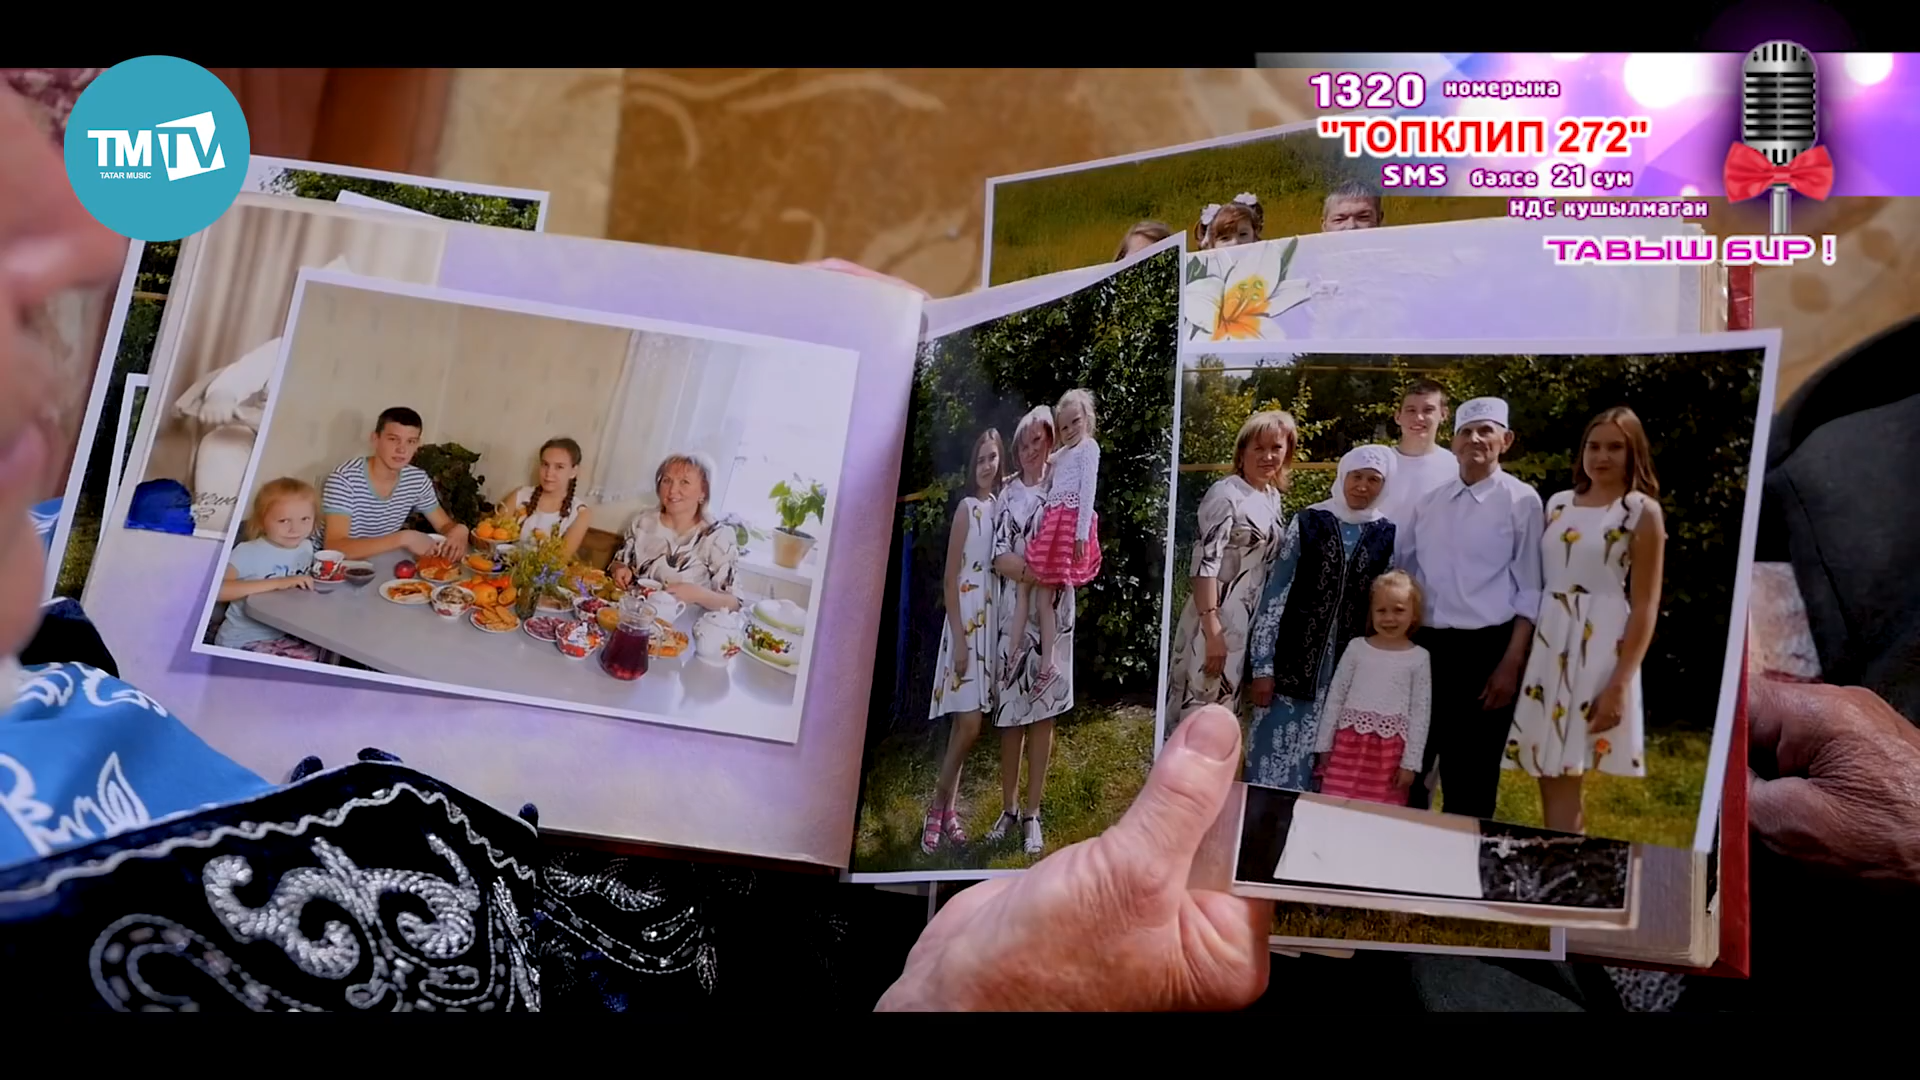 TMTV
TATAR MUSIC
1320 номерына
"ТОПКЛИП 272"
SMS бәясе 21 сум
НДС кушылмаган
ТАВЫШ БИР !